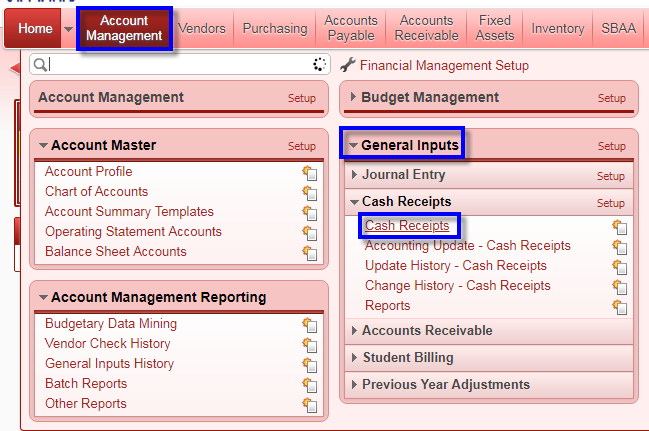 Home
Account
Management
Vendors
Purchasing
Accounts
Payable
Accounts
Receivable
Fixed
Assets
Inventory
SBAA
Financial Management Setup
Account Management Setup
Budget Management Setup
Account Master Setup
Account Profile
Chart of Accounts
Account Summary Templates
Operating Statement Accounts
Balance Sheet Accounts
Account Management Reporting
Budgetary Data Mining
Vendor Check History
General Inputs History
Batch Reports
Other Reports
General Inputs Setup
Journal Entry Setup
Cash Receipts Setup
Cash Receipts
Accounting Update - Cash Receipts
Update History - Cash Receipts
Change History - Cash Receipts
Reports
Accounts Receivable
Student Billing
Previous Year Adjustments